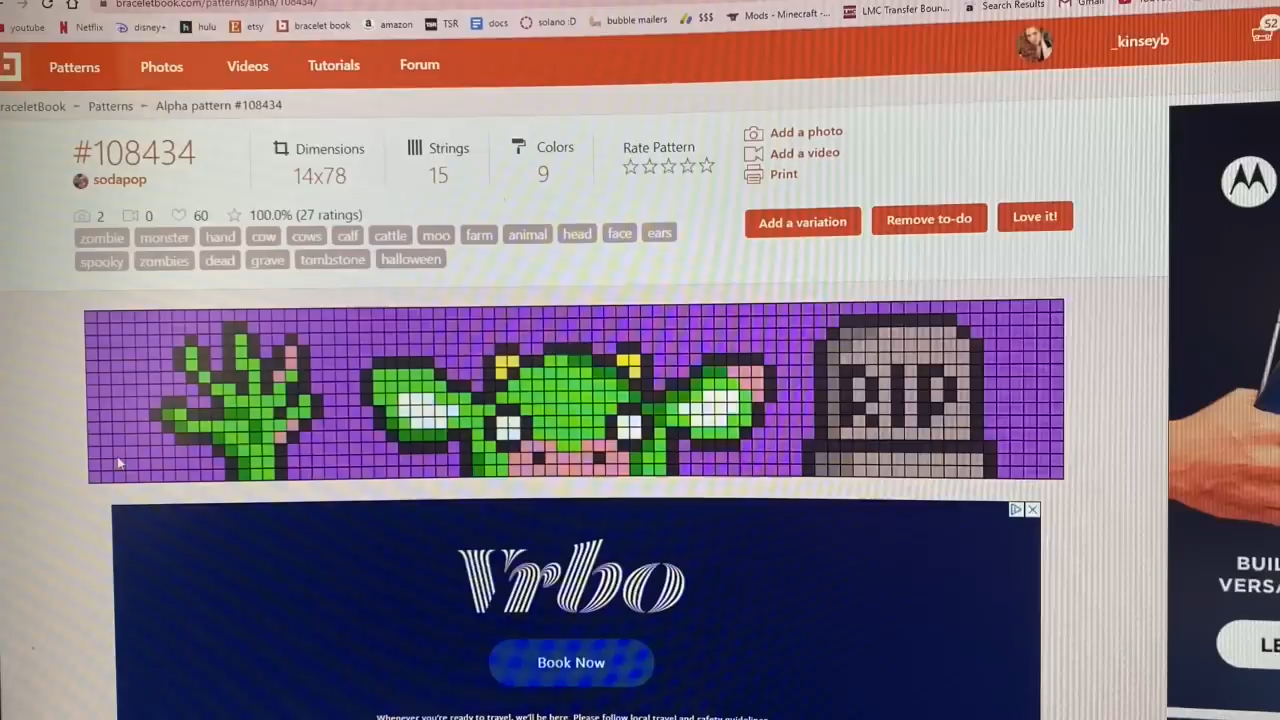 braceletbook.com/patterns/alpha/108434/
youtube Netflix disney+ hulu etsy bracelet book amazon TSR docs solano :D bubble mailers $$$ Mods - Minecraft -... LMC Transfer Boun... Search Results Gmail
Patterns Photos Videos Tutorials Forum _kinseyb 52
raceletBook - Patterns - Alpha pattern #108434
#108434
sodapop
Dimensions
14x78
Strings
15
Colors
9
Rate Pattern
Add a photo
Add a video
Print
2 0 60 100.0% (27 ratings)
Add a variation Remove to-do Love it!
zombie monster hand cow cows calf cattle moo farm animal head face ears
spooky zombies dead grave tombstone halloween
RIP
Vrbo
Book Now
Whenever you're ready to travel, we'll be here. Please follow local travel and safety guidelines
BUIL
VERSA
LE